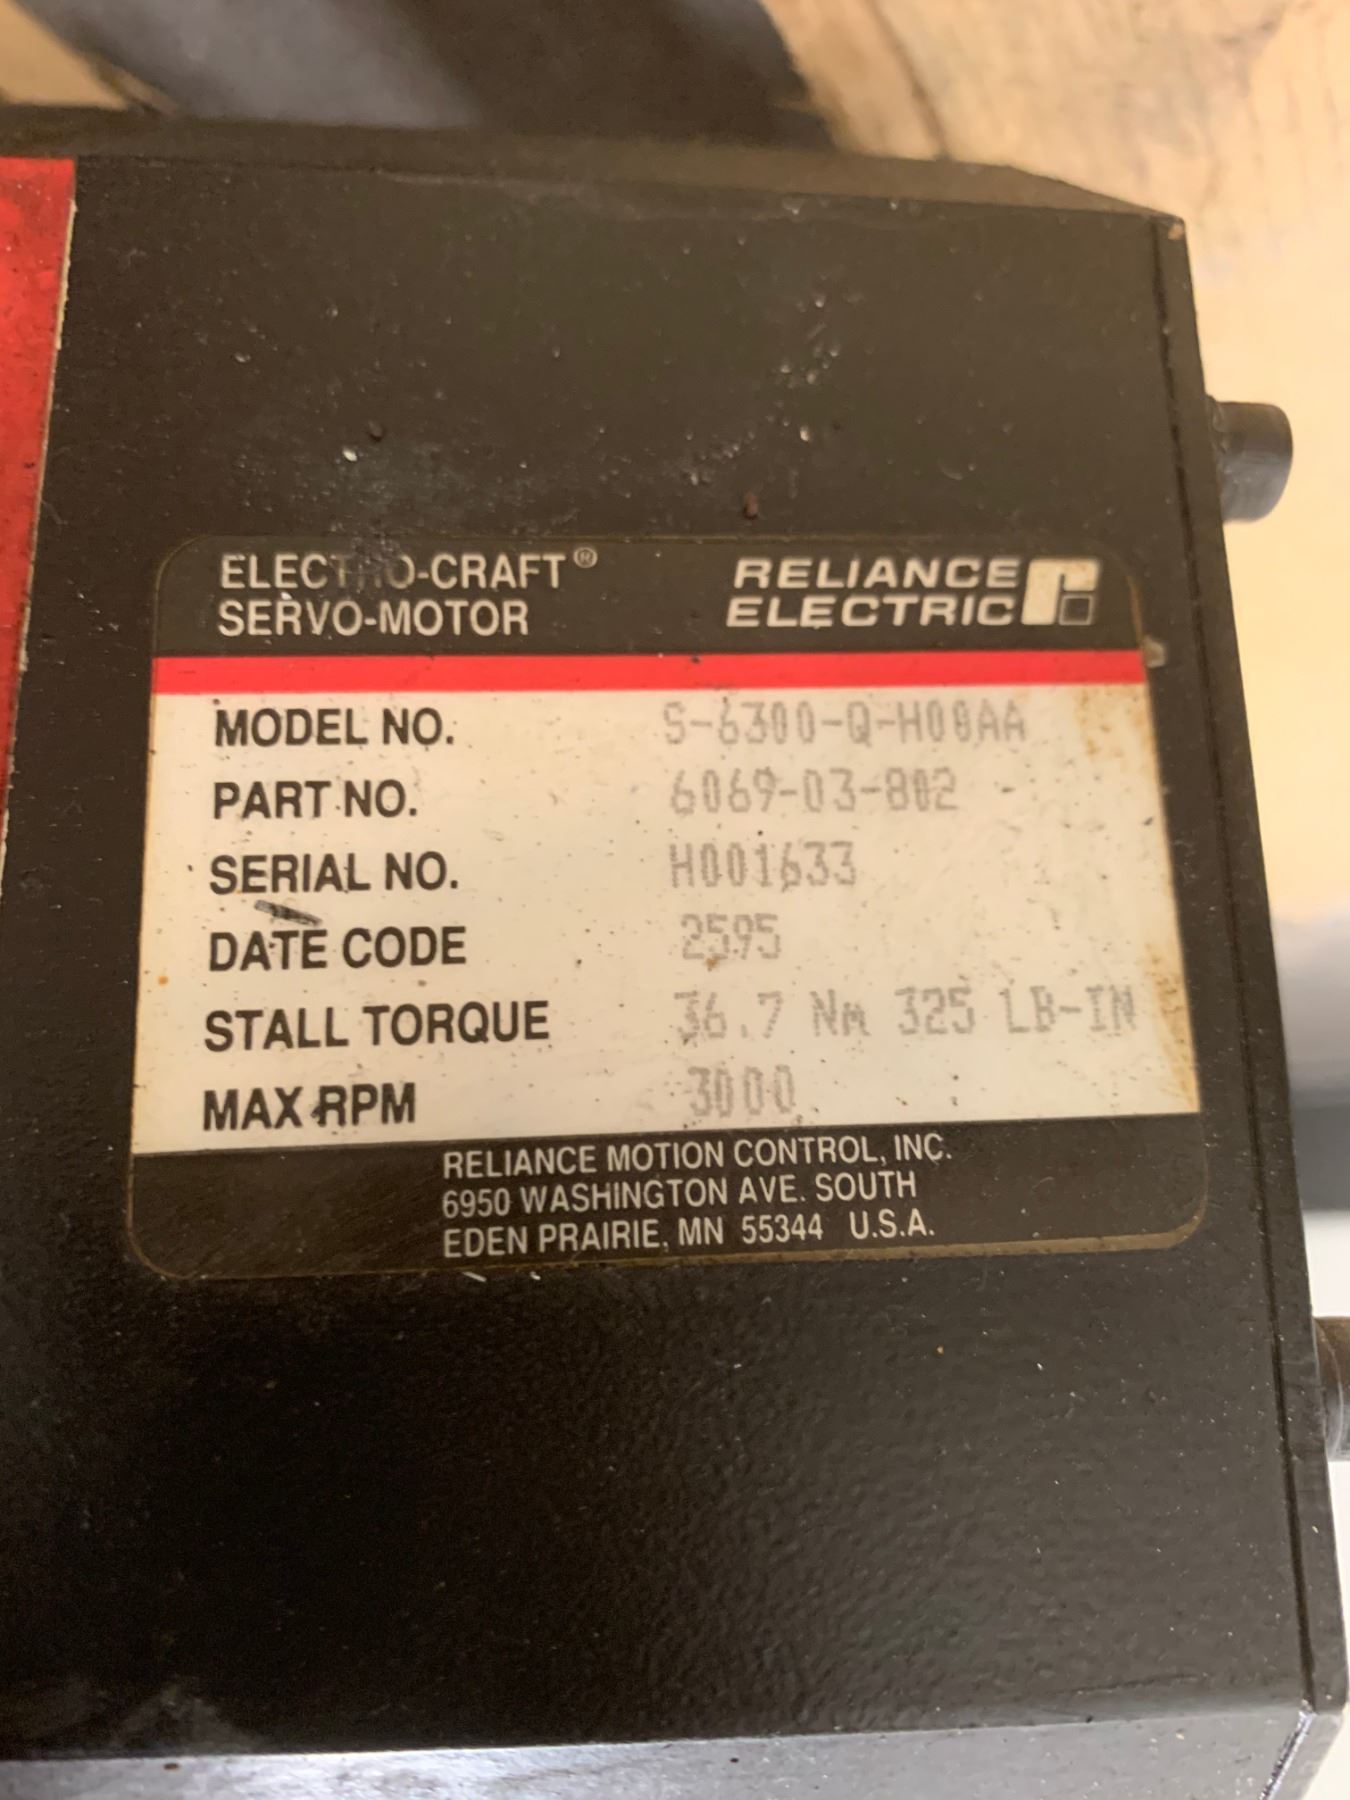 ELECTRO-CRAFT®
SERVO-MOTOR
RELIANCE
ELECTRIC
MODEL NO. S-6300-Q-H00AA
PART NO. 6069-03-802
SERIAL NO. H001633
DATE CODE 2595
STALL TORQUE 36.7 Nm 325 LB-IN
MAX RPM 3000
RELIANCE MOTION CONTROL, INC.
6950 WASHINGTON AVE. SOUTH
EDEN PRAIRIE, MN 55344 U.S.A.